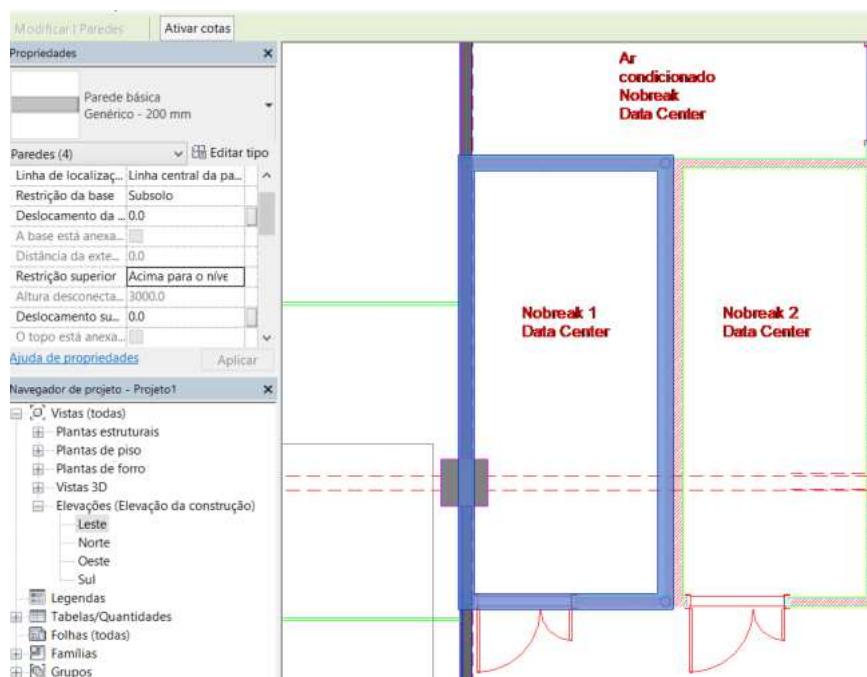 Modificar | Paredes
Ativar cotas
Propriedades
Parede básica
Genérico - 200 mm
Paredes (4)
Editar tipo
Linha de localizaç... Linha central da pa...
Restrição da base Subsolo
Deslocamento da ... 0.0
A base está anexa...
Distância da exte... 0.0
Restrição superior Acima para o níve
Altura desconecta... 3000.0
Deslocamento su... 0.0
O topo está anexa...
Ajuda de propriedades
Aplicar
Navegador de projeto - Projeto1
Vistas (todas)
Plantas estruturais
Plantas de piso
Plantas de forro
Vistas 3D
Elevações (Elevação da construção)
Leste
Norte
Oeste
Sul
Legendas
Tabelas/Quantidades
Folhas (todas)
Famílias
Grupos
Ar
condicionado
Nobreak
Data Center
Nobreak 1
Data Center
Nobreak 2
Data Center